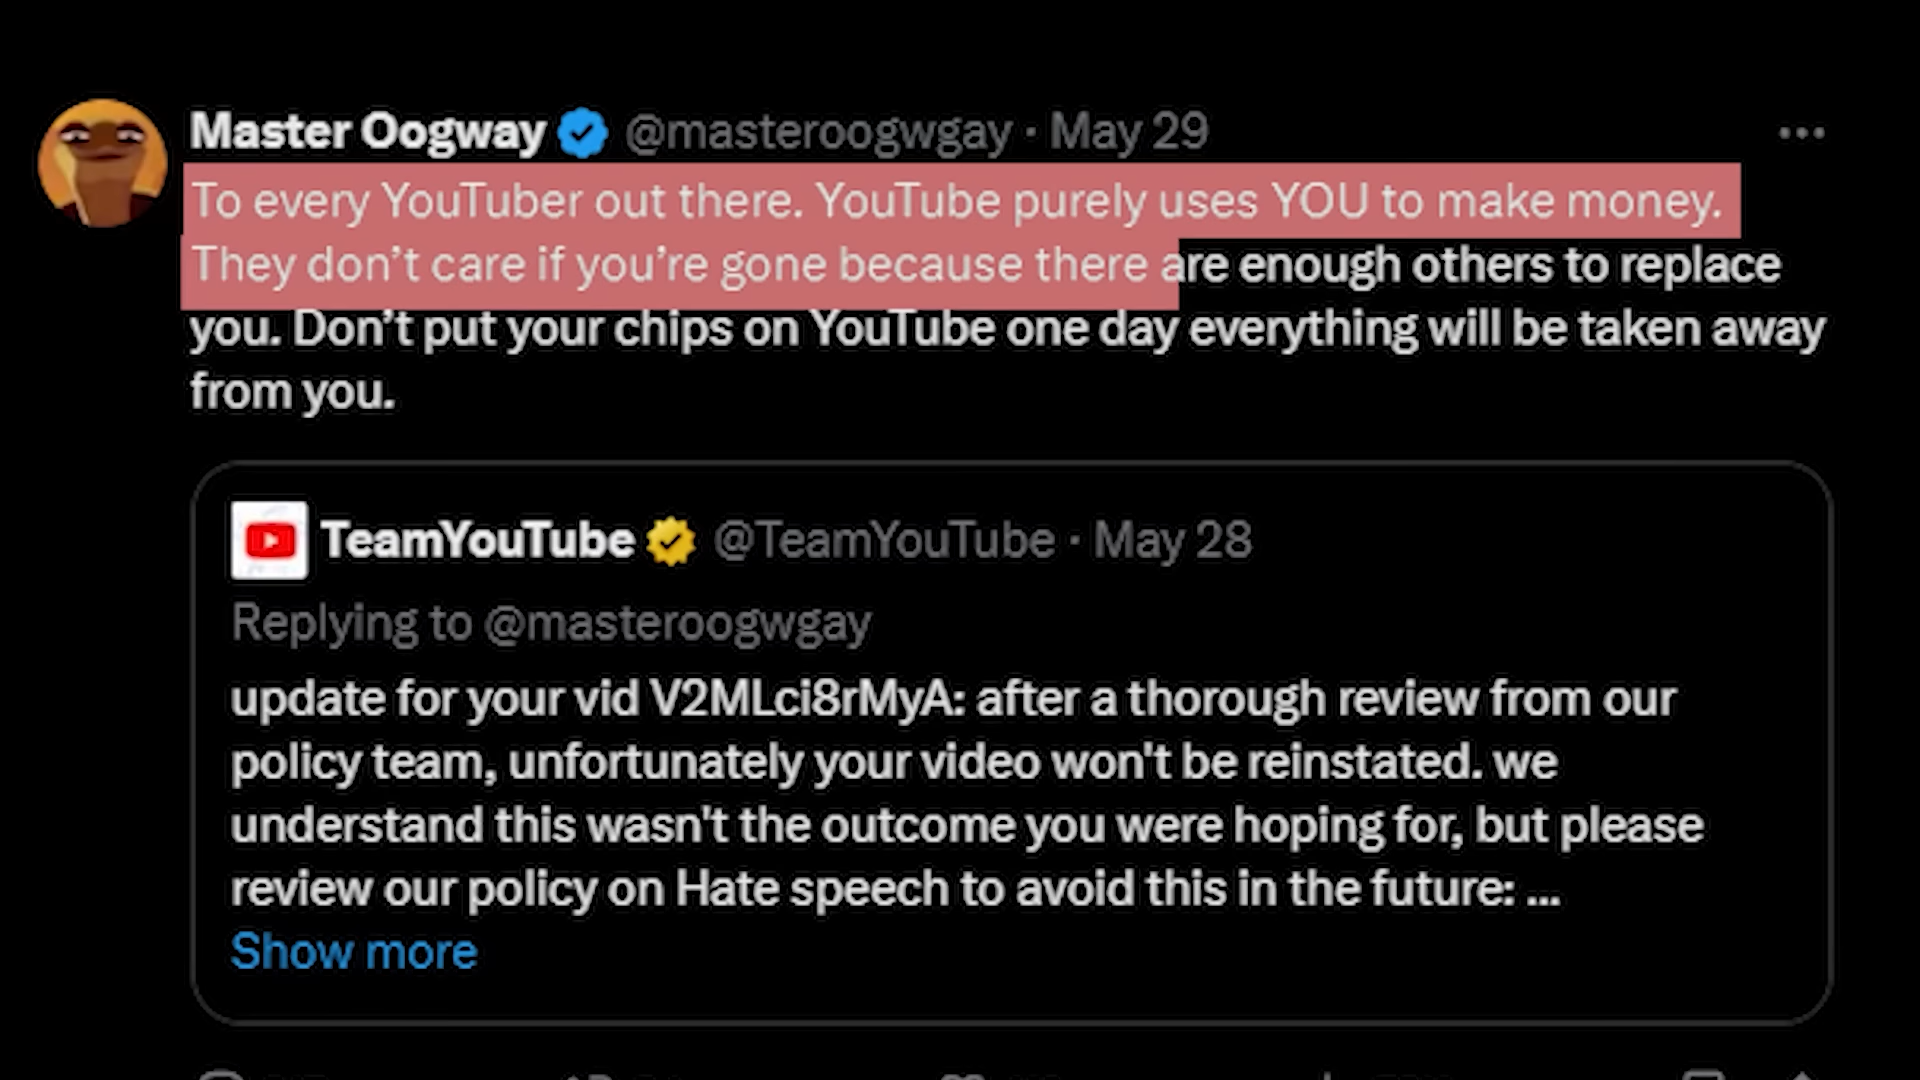 Master Oogway @masteroogwgay · May 29
To every YouTuber out there. YouTube purely uses YOU to make money.
They don’t care if you’re gone because there are enough others to replace
you. Don’t put your chips on YouTube one day everything will be taken away
from you.
TeamYouTube @TeamYouTube · May 28
Replying to @masteroogwgay
update for your vid V2MLci8rMyA: after a thorough review from our
policy team, unfortunately your video won't be reinstated. we
understand this wasn't the outcome you were hoping for, but please
review our policy on Hate speech to avoid this in the future: ...
Show more